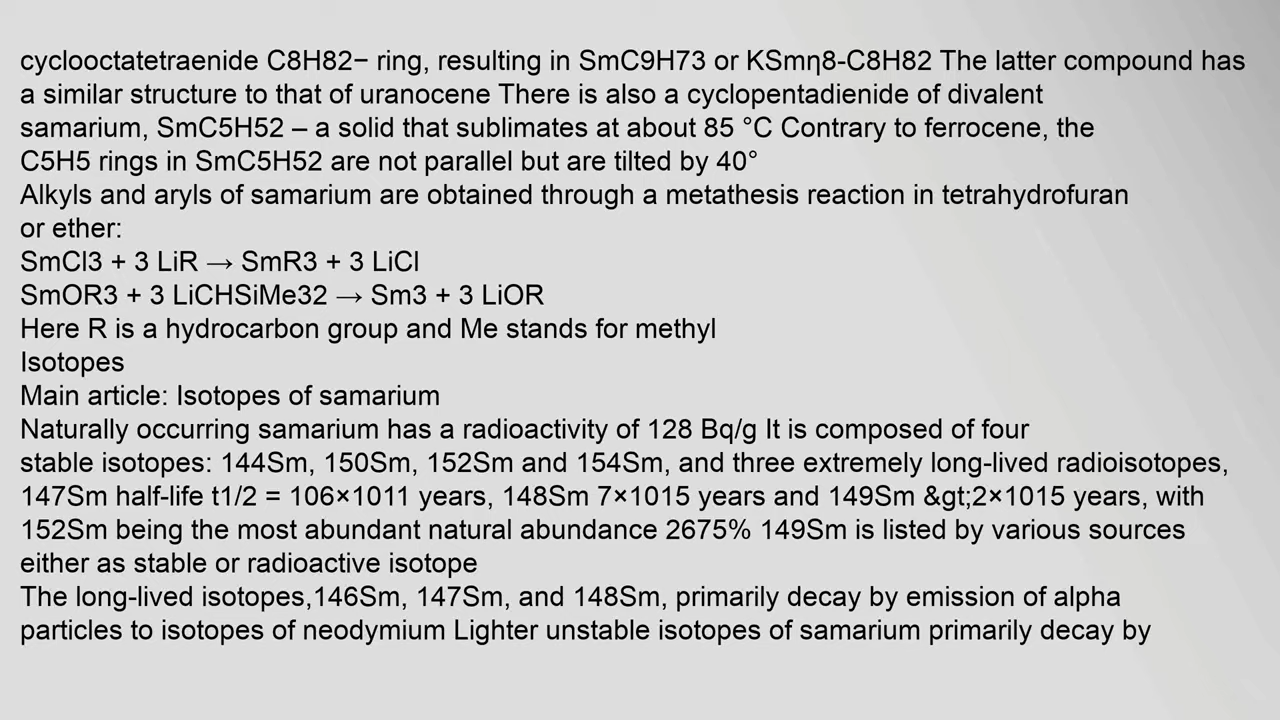 cyclooctatetraenide C8H82− ring, resulting in SmC9H73 or KSmη8-C8H82 The latter compound has
a similar structure to that of uranocene There is also a cyclopentadienide of divalent
samarium, SmC5H52 – a solid that sublimates at about 85 °C Contrary to ferrocene, the
C5H5 rings in SmC5H52 are not parallel but are tilted by 40°
Alkyls and aryls of samarium are obtained through a metathesis reaction in tetrahydrofuran
or ether:
SmCl3 + 3 LiR → SmR3 + 3 LiCl
SmOR3 + 3 LiCHSiMe32 → Sm3 + 3 LiOR
Here R is a hydrocarbon group and Me stands for methyl
Isotopes
Main article: Isotopes of samarium
Naturally occurring samarium has a radioactivity of 128 Bq/g It is composed of four
stable isotopes: 144Sm, 150Sm, 152Sm and 154Sm, and three extremely long-lived radioisotopes,
147Sm half-life t1/2 = 106×1011 years, 148Sm 7×1015 years and 149Sm &gt;2×1015 years, with
152Sm being the most abundant natural abundance 2675% 149Sm is listed by various sources
either as stable or radioactive isotope
The long-lived isotopes,146Sm, 147Sm, and 148Sm, primarily decay by emission of alpha
particles to isotopes of neodymium Lighter unstable isotopes of samarium primarily decay by